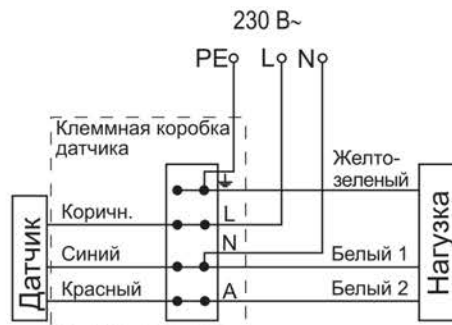 230 В~
PE L N
Клеммная коробка
датчика
Желто-
зеленый
Коричн.
L
N
Синий
Белый 1
Красный
A
Белый 2
Датчик
Нагузка